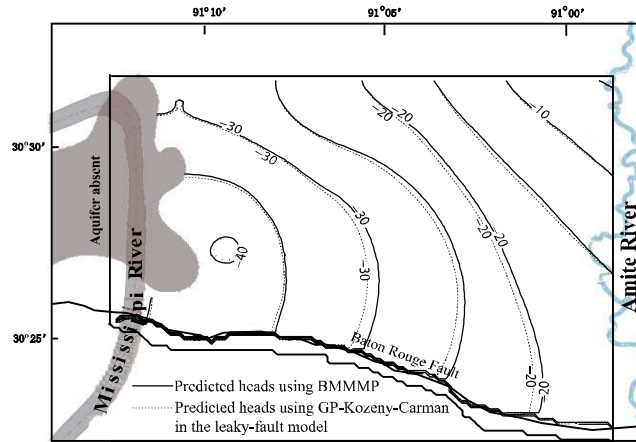 91°10' 91°05' 91°00'
30°30'
30°25'
Aquifer absent
Mississippi River
Amite River
-10
-20
-20
-30
-30
-30
-30
-20
-20
-40
-20
-20
Baton Rouge Fault
Predicted heads using BMMMP
Predicted heads using GP-Kozeny-Carman
in the leaky-fault model